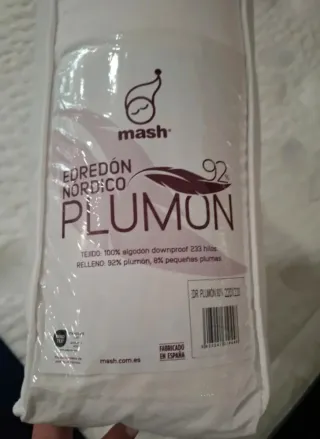 mash®
EDREDÓN
NÓRDICO
92%
PLUMÓN
TEJIDO: 100% algodón downproof 233 hilos
RELLENO: 92% plumón, 8% pequeñas plumas
mash.com.es
FABRICADO
EN ESPAÑA